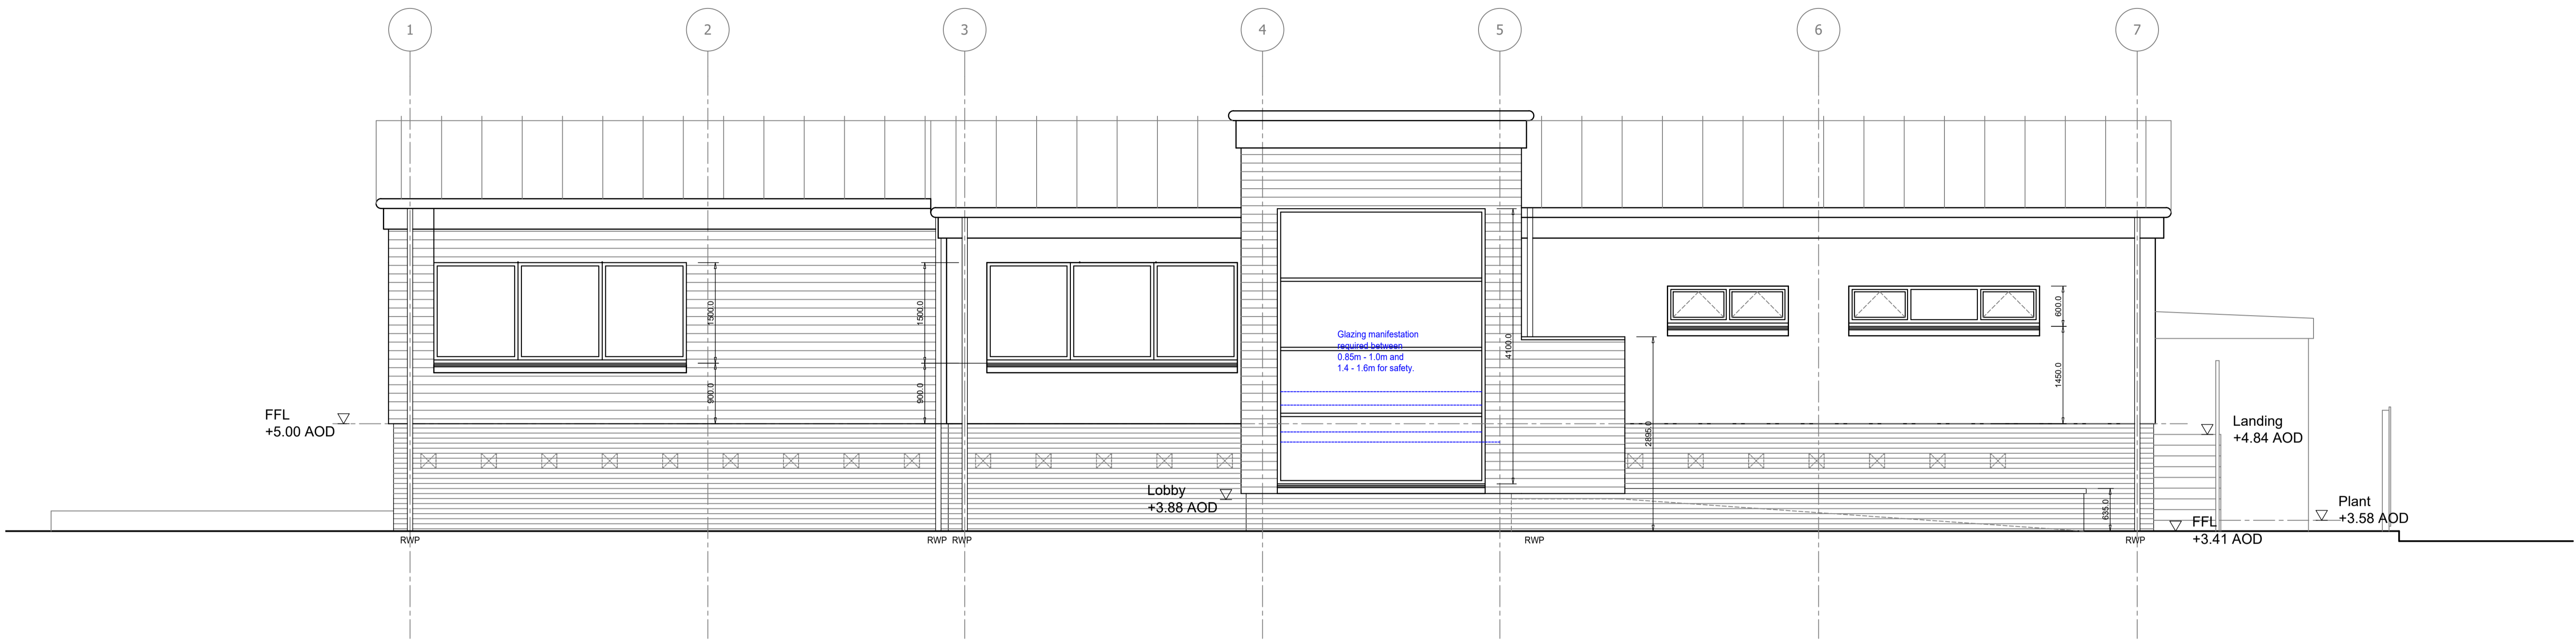 1 2 3 4 5 6 7
Glazing manifestation
required between
0.85m - 1.0m and
1.4 - 1.6m for safety.
1500.0
900.0
1500.0
900.0
4100.0
2895.0
600.0
1450.0
635.0
FFL
+5.00 AOD
Lobby
+3.88 AOD
Landing
+4.84 AOD
Plant
+3.58 AOD
FFL
+3.41 AOD
RWP RWP RWP RWP RWP